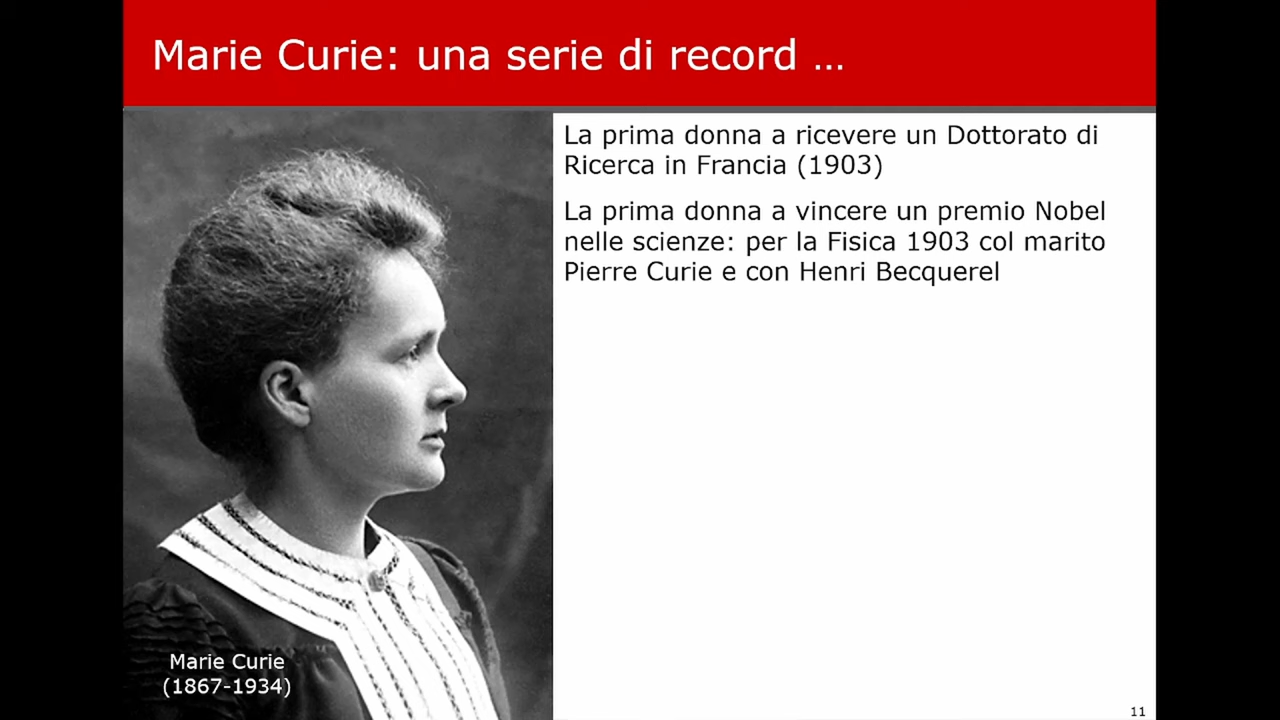 Marie Curie: una serie di record ...
La prima donna a ricevere un Dottorato di
Ricerca in Francia (1903)
La prima donna a vincere un premio Nobel
nelle scienze: per la Fisica 1903 col marito
Pierre Curie e con Henri Becquerel
Marie Curie
(1867-1934)
11